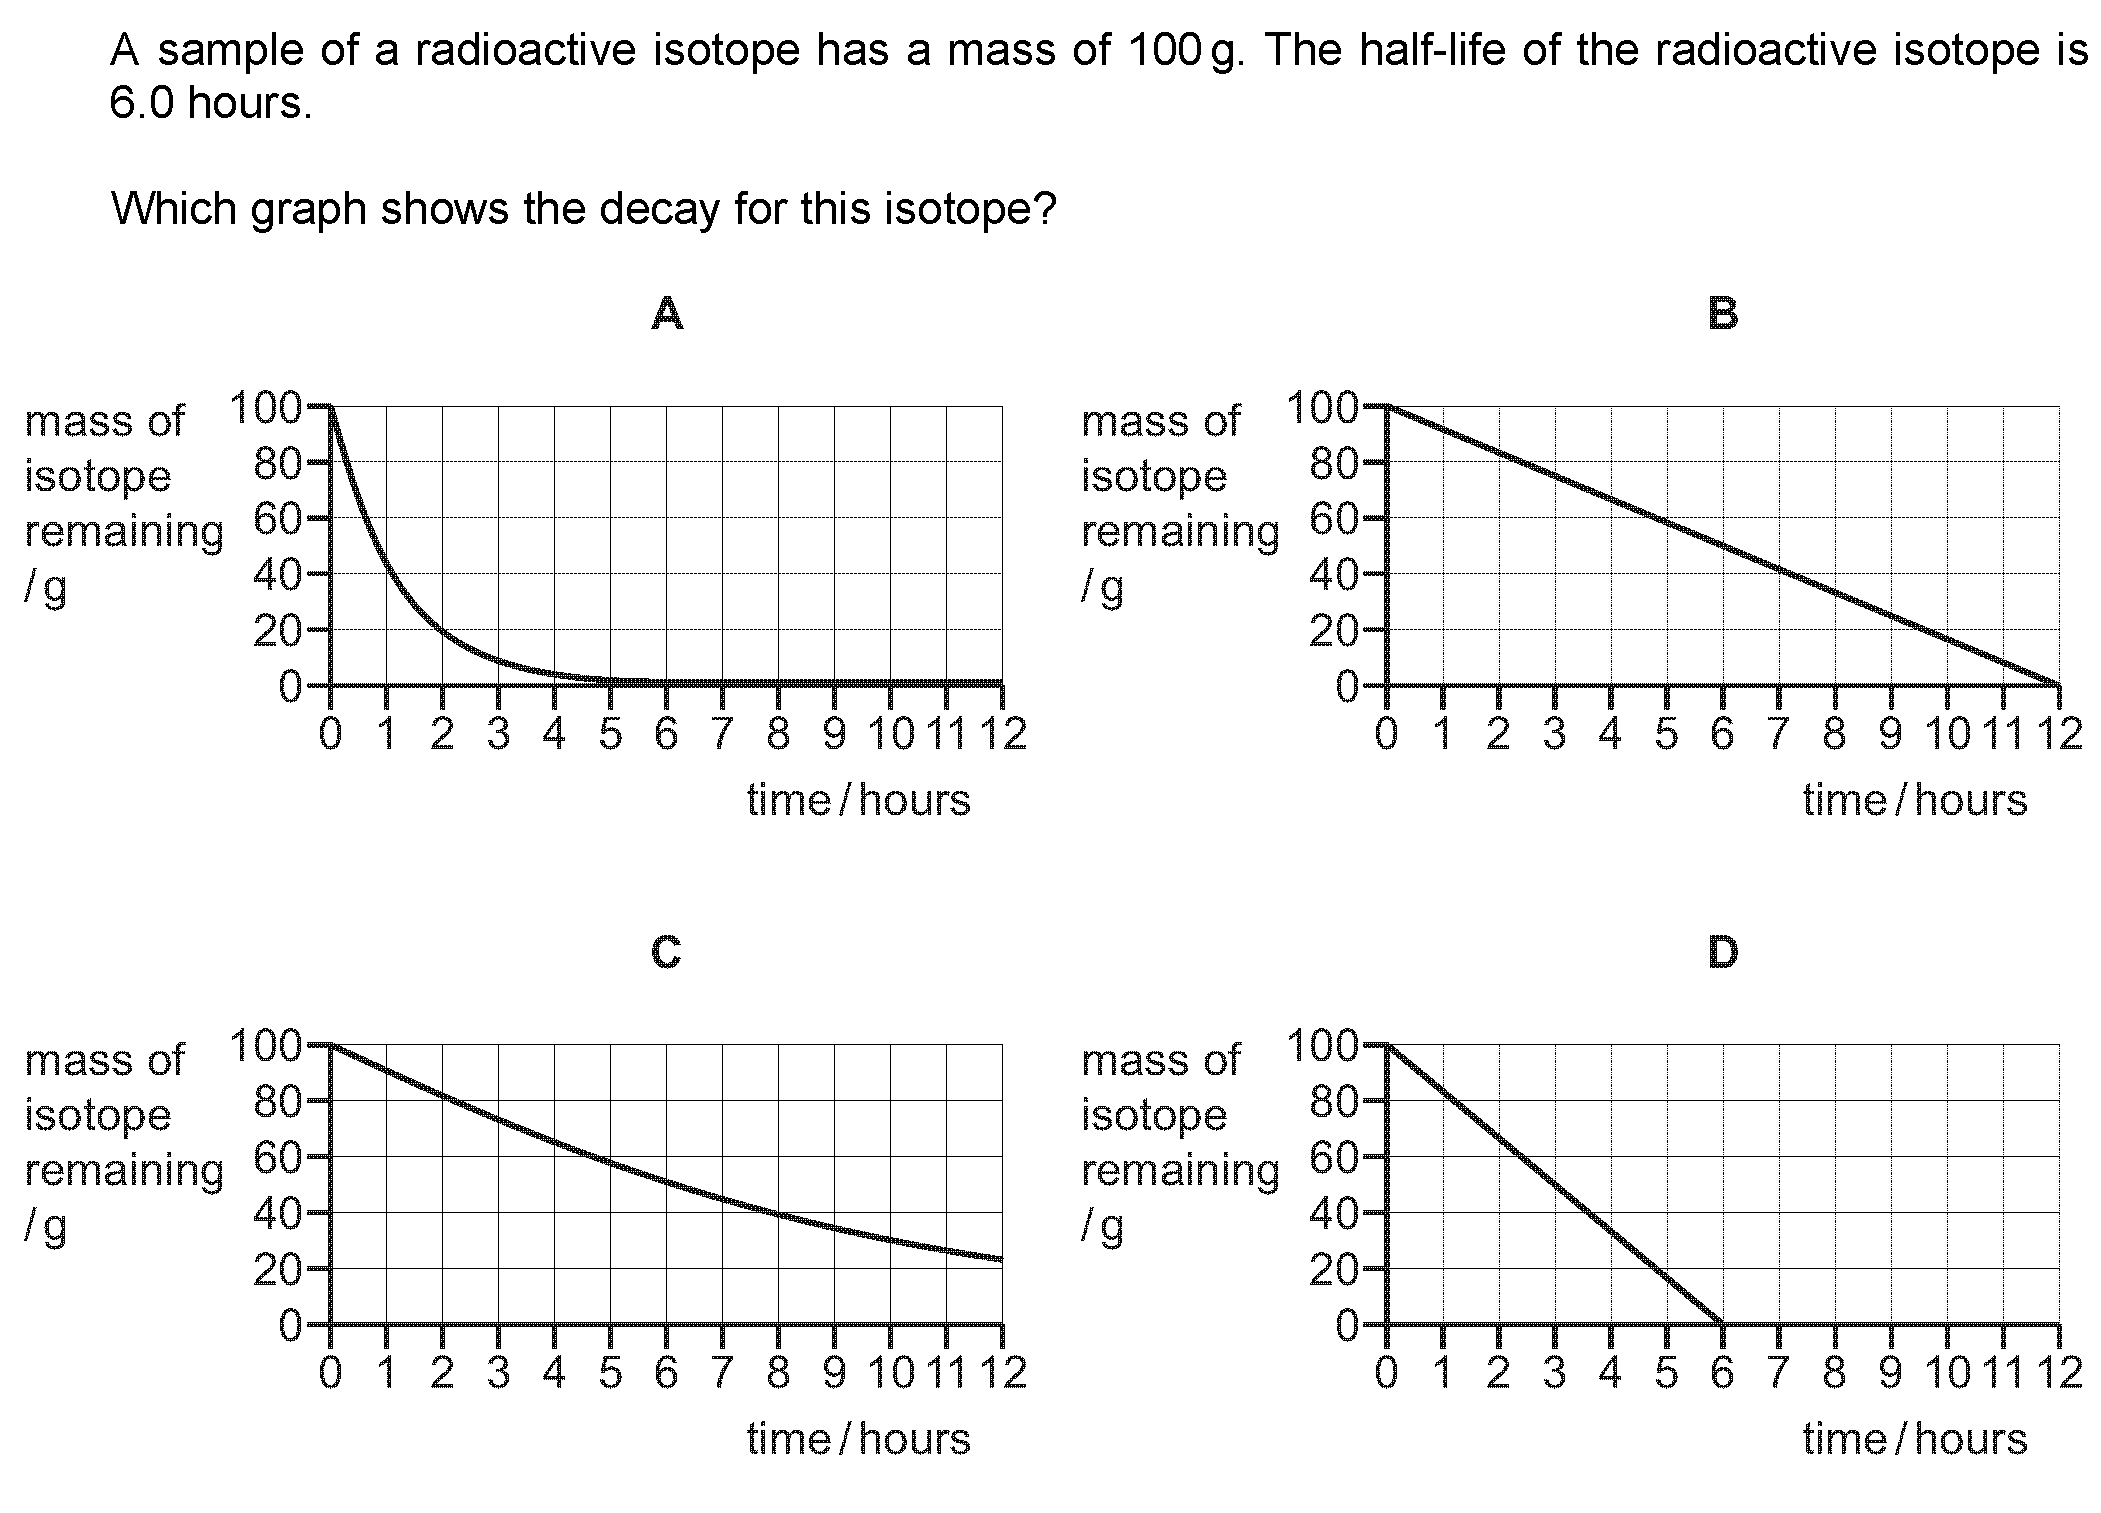 A sample of a radioactive isotope has a mass of 100 g. The half-life of the radioactive isotope is
6.0 hours.
Which graph shows the decay for this isotope?
A
mass of
isotope
remaining
/ g
100
80
60
40
20
0
0 1 2 3 4 5 6 7 8 9 10 11 12
time / hours
B
mass of
isotope
remaining
/ g
100
80
60
40
20
0
0 1 2 3 4 5 6 7 8 9 10 11 12
time / hours
C
mass of
isotope
remaining
/ g
100
80
60
40
20
0
0 1 2 3 4 5 6 7 8 9 10 11 12
time / hours
D
mass of
isotope
remaining
/ g
100
80
60
40
20
0
0 1 2 3 4 5 6 7 8 9 10 11 12
time / hours